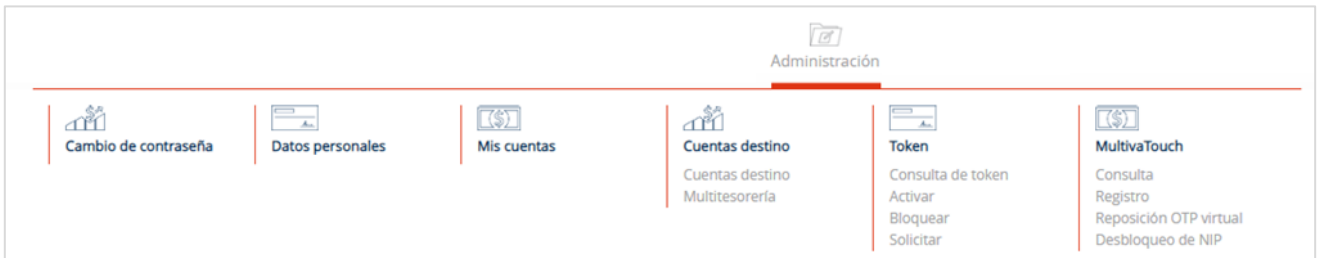 Administración
Cambio de contraseña
Datos personales
Mis cuentas
Cuentas destino
Cuentas destino
Multitesorería
Token
Consulta de token
Activar
Bloquear
Solicitar
MultivaTouch
Consulta
Registro
Reposición OTP virtual
Desbloqueo de NIP